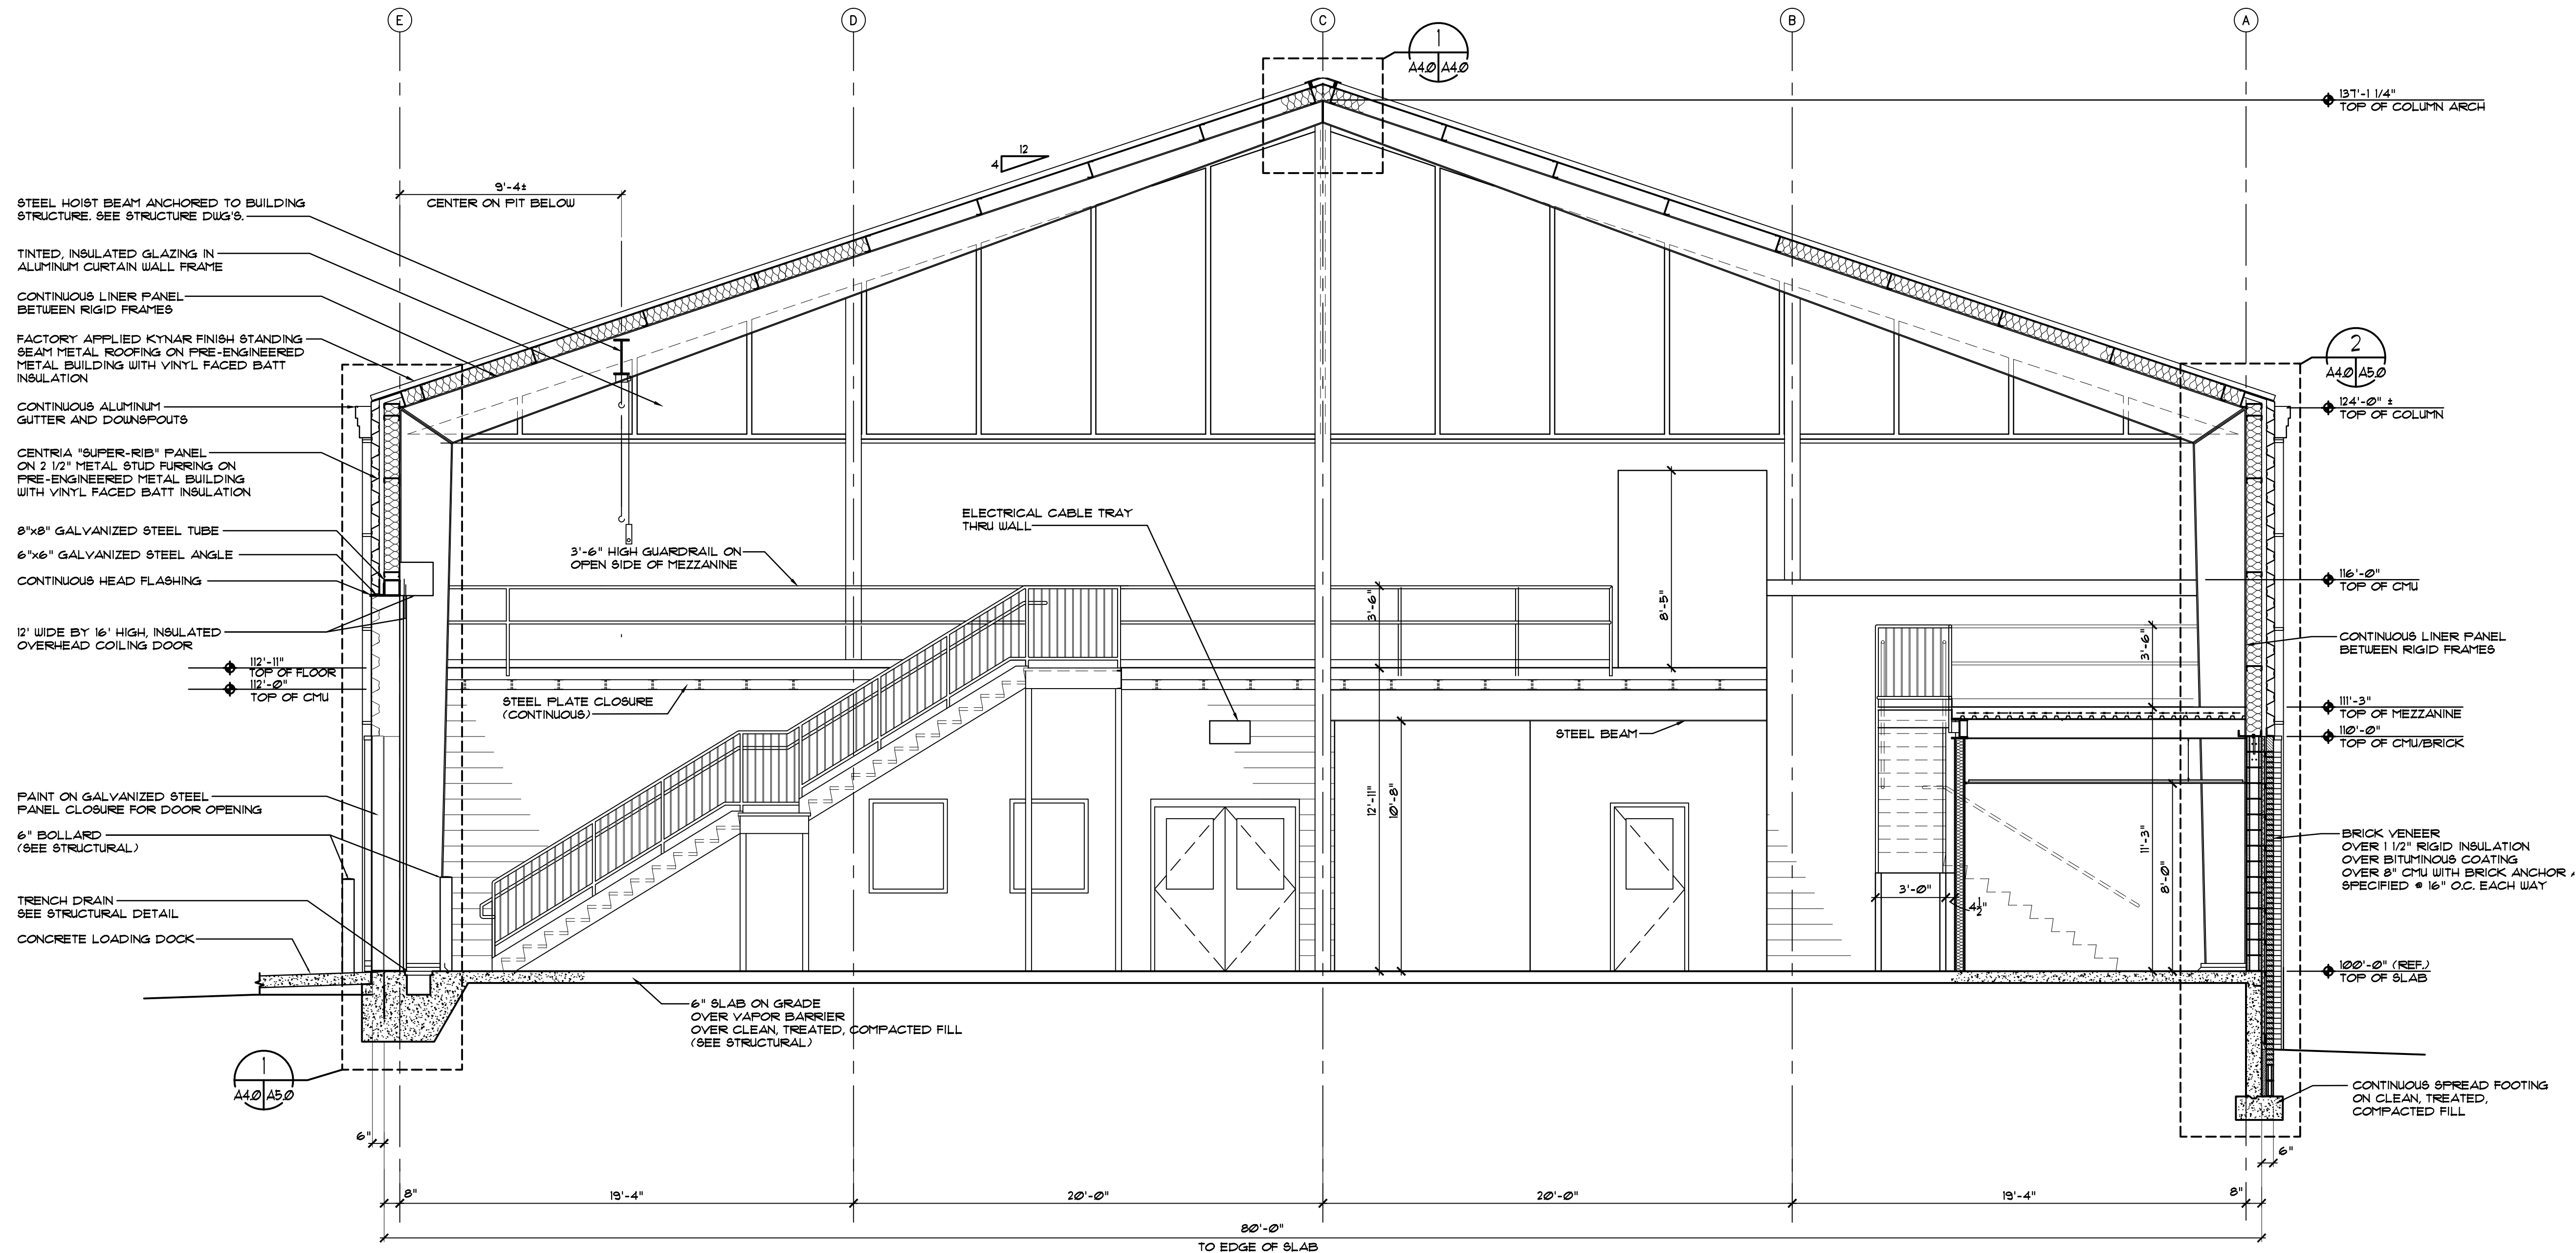 E
D
C
B
A
1
A4.0 A4.0
137'-1 1/4"
TOP OF COLUMN ARCH
12
4
9'-4±
CENTER ON PIT BELOW
STEEL HOIST BEAM ANCHORED TO BUILDING
STRUCTURE. SEE STRUCTURE DWG'S.
TINTED, INSULATED GLAZING IN
ALUMINUM CURTAIN WALL FRAME
CONTINUOUS LINER PANEL
BETWEEN RIGID FRAMES
FACTORY APPLIED KYNAR FINISH STANDING
SEAM METAL ROOFING ON PRE-ENGINEERED
METAL BUILDING WITH VINYL FACED BATT
INSULATION
CONTINUOUS ALUMINUM
GUTTER AND DOWNSPOUTS
CENTRIA "SUPER-RIB" PANEL
ON 2 1/2" METAL STUD FURRING ON
PRE-ENGINEERED METAL BUILDING
WITH VINYL FACED BATT INSULATION
8"x8" GALVANIZED STEEL TUBE
6"x6" GALVANIZED STEEL ANGLE
CONTINUOUS HEAD FLASHING
12' WIDE BY 16' HIGH, INSULATED
OVERHEAD COILING DOOR
112'-11"
TOP OF FLOOR
112'-0"
TOP OF CMU
PAINT ON GALVANIZED STEEL
PANEL CLOSURE FOR DOOR OPENING
6" BOLLARD
(SEE STRUCTURAL)
TRENCH DRAIN
SEE STRUCTURAL DETAIL
CONCRETE LOADING DOCK
1
A4.0 A5.0
ELECTRICAL CABLE TRAY
THRU WALL
3'-6" HIGH GUARDRAIL ON
OPEN SIDE OF MEZZANINE
STEEL PLATE CLOSURE
(CONTINUOUS)
3'-6"
8'-5"
12'-11"
10'-8"
STEEL BEAM
3'-6"
11'-3"
8'-0"
3'-0"
4 1/2"
6" SLAB ON GRADE
OVER VAPOR BARRIER
OVER CLEAN, TREATED, COMPACTED FILL
(SEE STRUCTURAL)
2
A4.0 A5.0
124'-0" ±
TOP OF COLUMN
116'-0"
TOP OF CMU
CONTINUOUS LINER PANEL
BETWEEN RIGID FRAMES
111'-3"
TOP OF MEZZANINE
110'-0"
TOP OF CMU/BRICK
BRICK VENEER
OVER 1 1/2" RIGID INSULATION
OVER BITUMINOUS COATING
OVER 8" CMU WITH BRICK ANCHOR
SPECIFIED @ 16" O.C. EACH WAY
100'-0" (REF.)
TOP OF SLAB
CONTINUOUS SPREAD FOOTING
ON CLEAN, TREATED,
COMPACTED FILL
6"
6"
8"
19'-4"
20'-0"
20'-0"
19'-4"
8"
80'-0"
TO EDGE OF SLAB